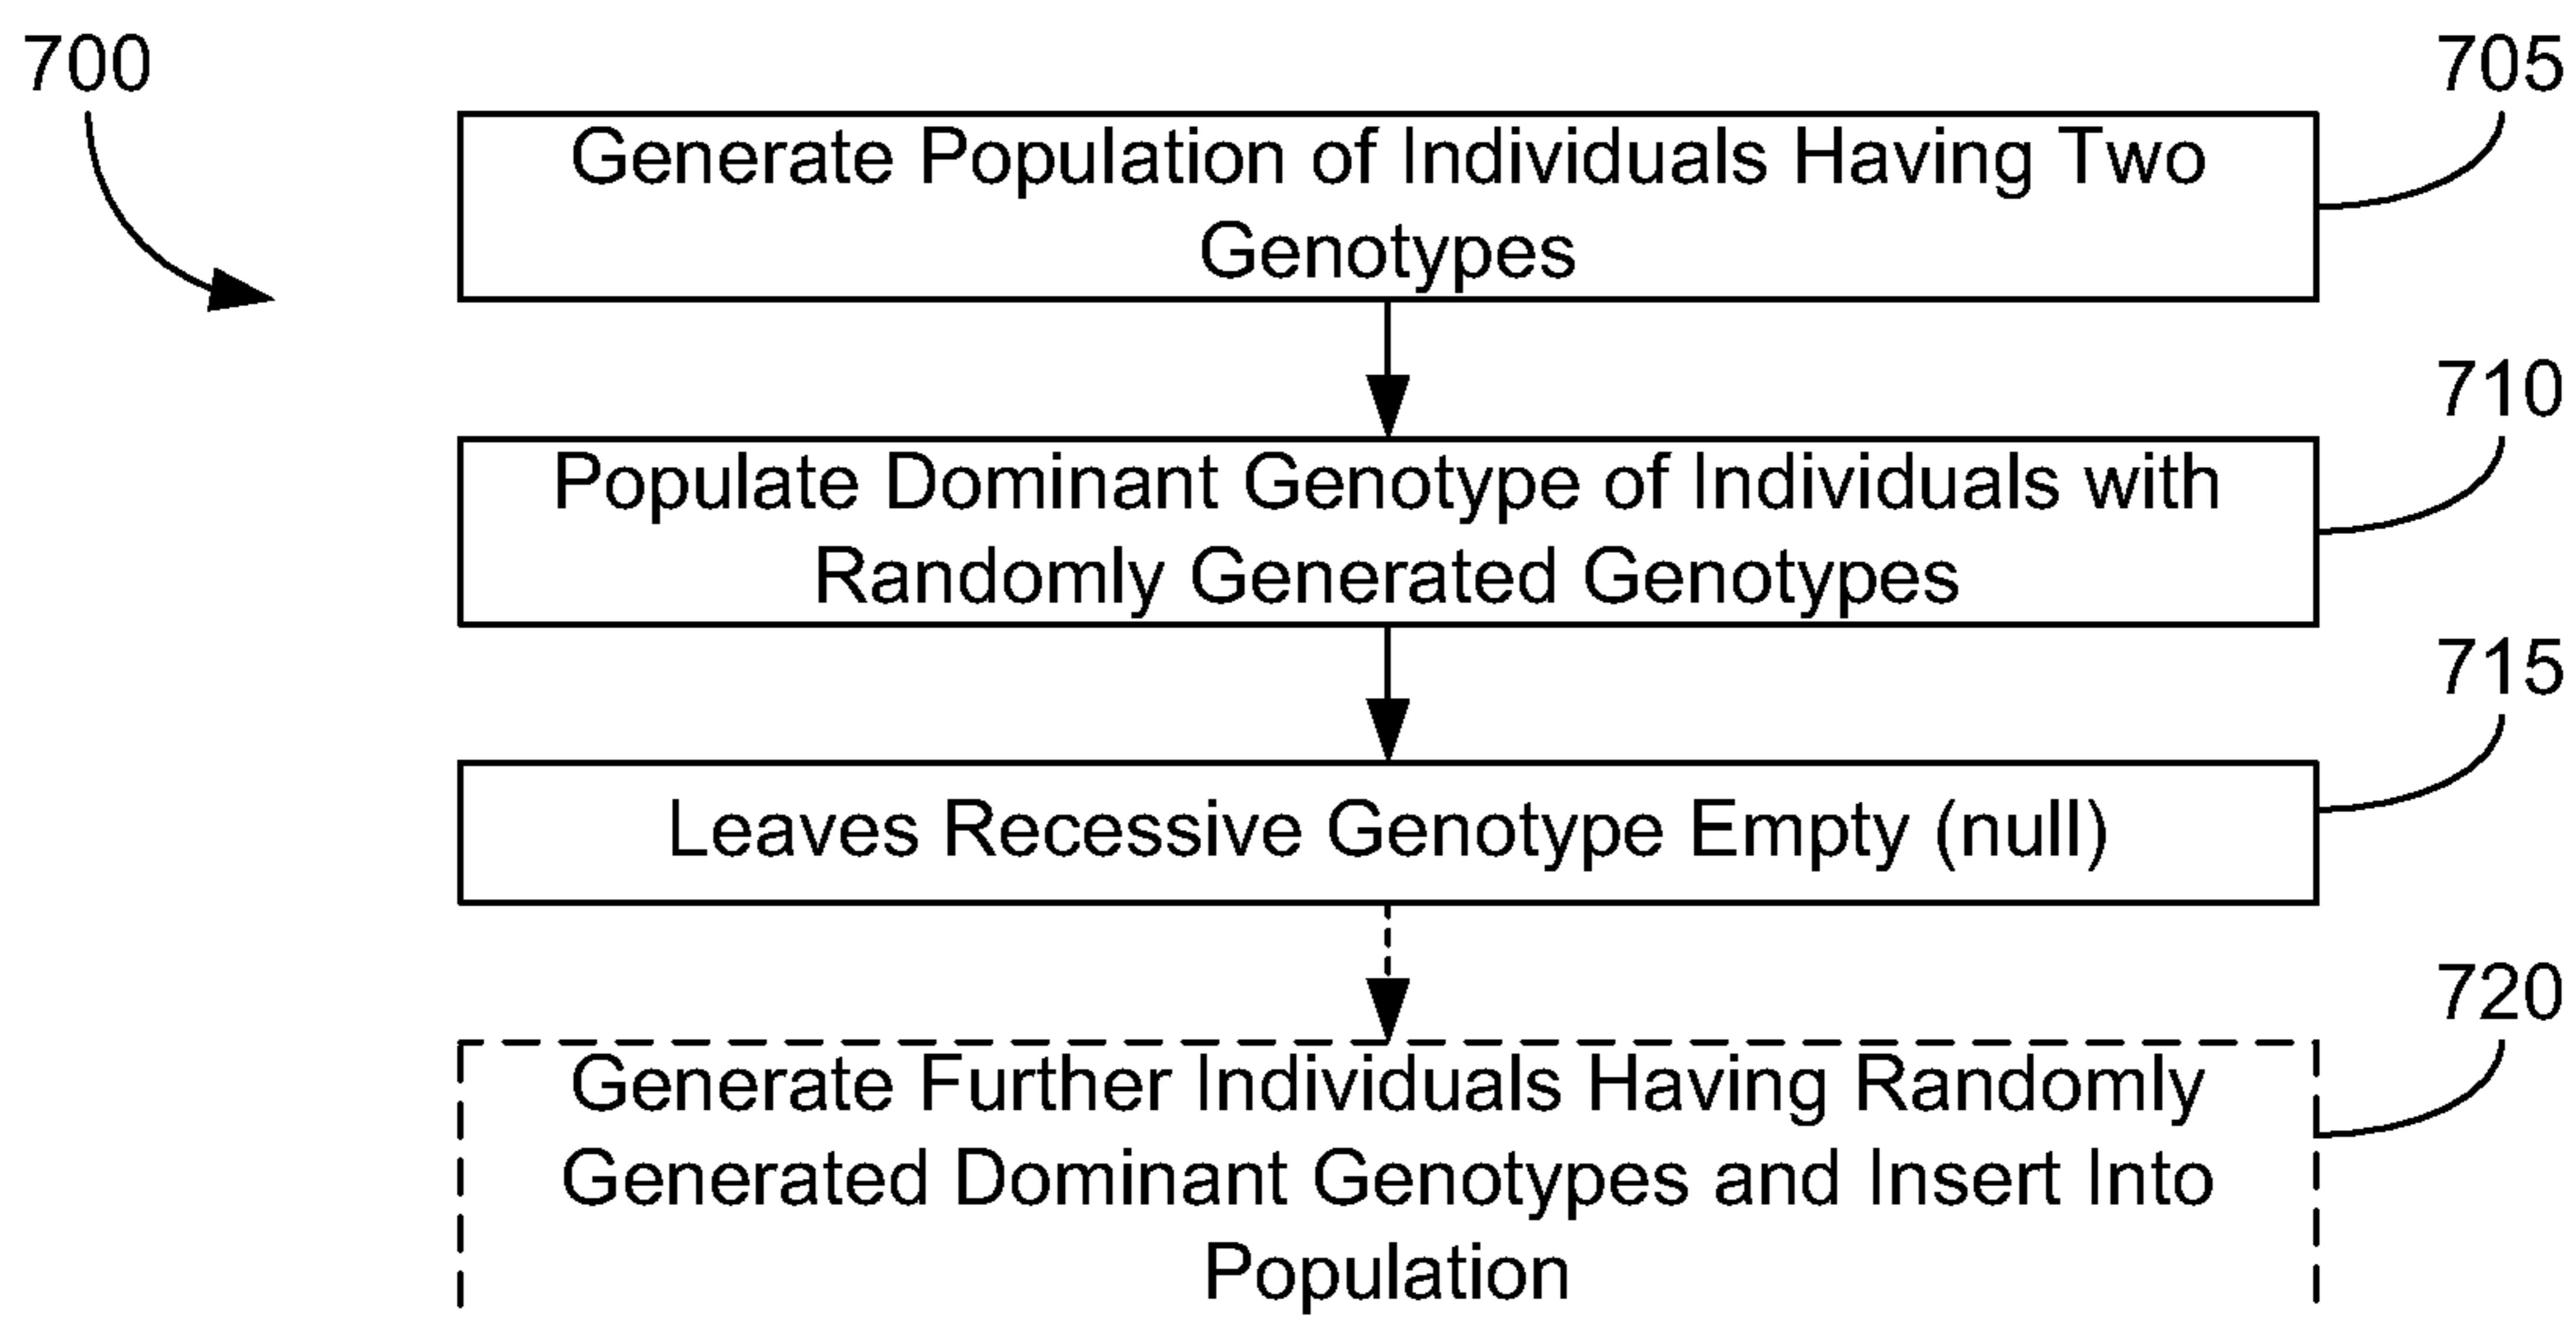 700
705
Generate Population of Individuals Having Two
Genotypes
710
Populate Dominant Genotype of Individuals with
Randomly Generated Genotypes
715
Leaves Recessive Genotype Empty (null)
720
Generate Further Individuals Having Randomly
Generated Dominant Genotypes and Insert Into
Population